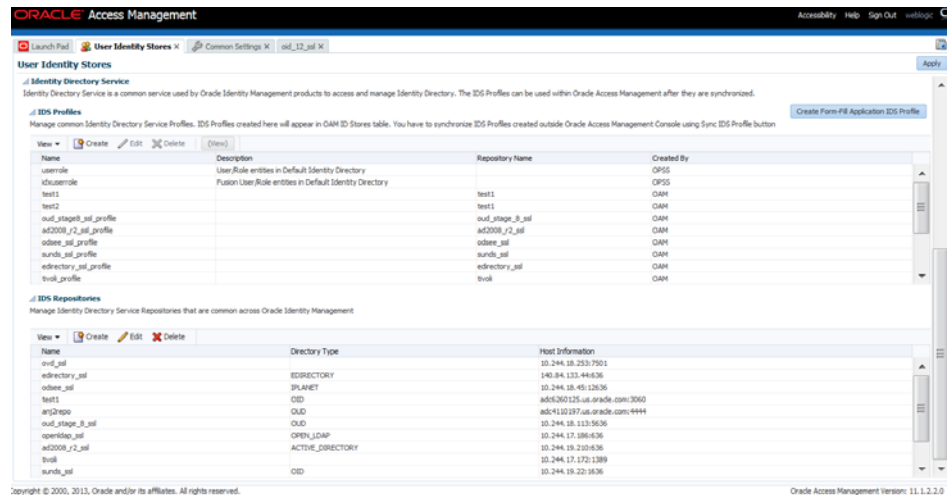 ORACLE Access Management
Accessibility Help Sign Out weblogic
Launch Pad User Identity Stores × Common Settings × oid_12_ssl ×
User Identity Stores Apply
Identity Directory Service
Identity Directory Service is a common service used by Oracle Identity Management products to access and manage Identity Directory. The IDS Profiles can be used within Oracle Access Management after they are synchronized.
IDS Profiles Create Form-Fill Application IDS Profile
Manage common Identity Directory Service Profiles. IDS Profiles created here will appear in OAM ID Stores table. You have to synchronize IDS Profiles created outside Oracle Access Management Console using Sync IDS Profile button
View Create Edit Delete (View)
Name Description Repository Name Created By
userrole User/Role entities in Default Identity Directory OPSS
idxuserrole Fusion User/Role entities in Default Identity Directory OPSS
test1 test1 OAM
test2 test1 OAM
oud_stage8_ssl_profile oud_stage_8_ssl OAM
ad2008_r2_ssl_profile ad2008_r2_ssl OAM
odsee_ssl_profile odsee_ssl OAM
sunds_ssl_profile sunds_ssl OAM
edirectory_ssl_profile edirectory_ssl OAM
tivoli_profile tivoli OAM
IDS Repositories
Manage Identity Directory Service Repositories that are common across Oracle Identity Management
View Create Edit Delete
Name Directory Type Host Information
ovd_ssl 10.244.18.253:7501
edirectory_ssl EDIRECTORY 140.84.133.44:636
odsee_ssl IPLANET 10.244.18.45:12636
test1 OID adc6260125.us.oracle.com:3060
anj2repo OUD adc4110197.us.oracle.com:4444
oud_stage_8_ssl OUD 10.244.18.113:5636
openldap_ssl OPEN_LDAP 10.244.17.186:636
ad2008_r2_ssl ACTIVE_DIRECTORY 10.244.19.210:636
tivoli 10.244.17.172:1389
sunds_ssl OID 10.244.19.22:1636
Copyright © 2000, 2013, Oracle and/or its affiliates. All rights reserved. Oracle Access Management Version: 11.1.2.2.0